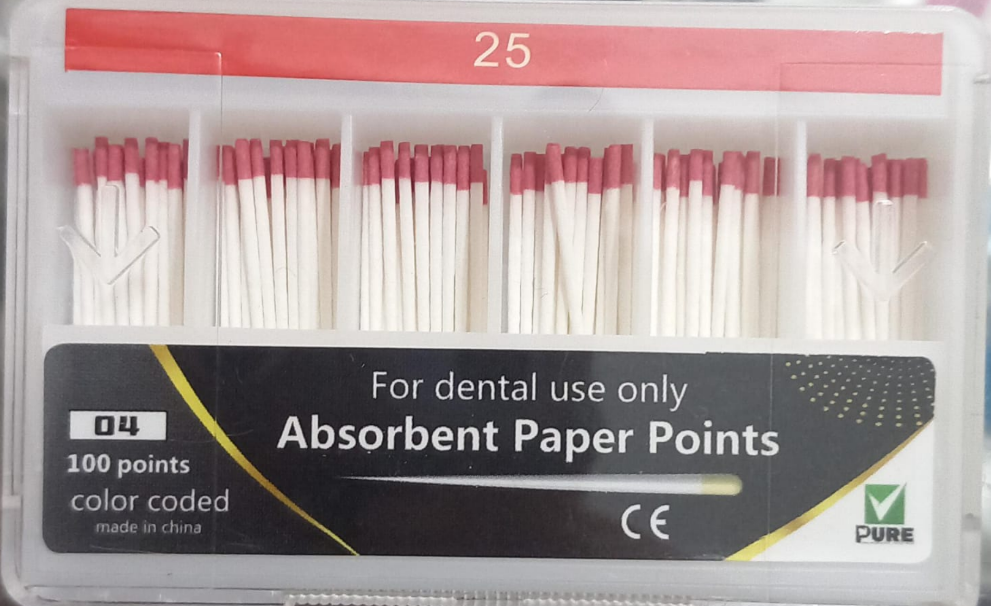 25
For dental use only
Absorbent Paper Points
04
100 points
color coded
made in china
CE
PURE